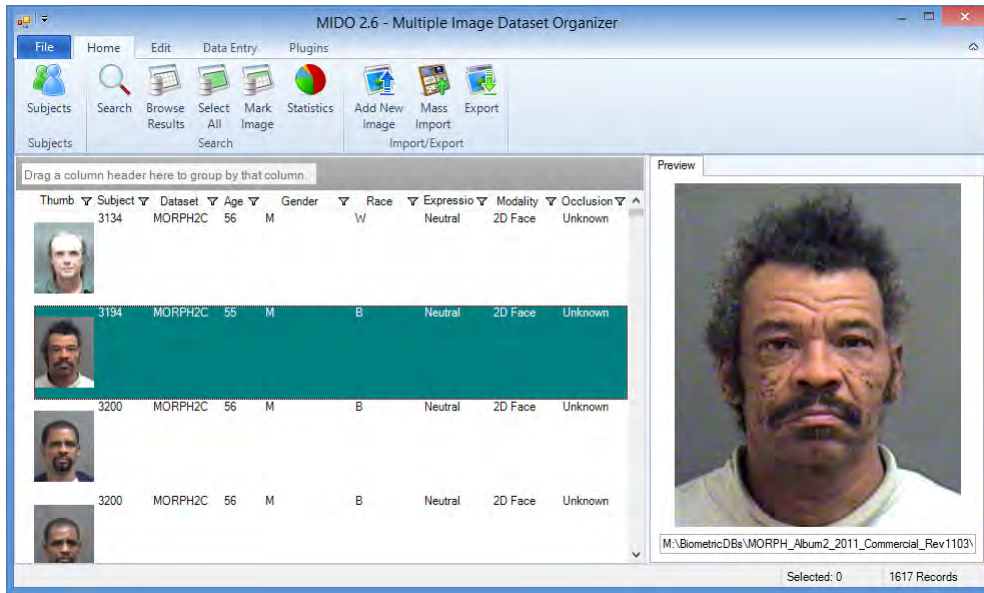 MIDO 2.6 - Multiple Image Dataset Organizer
File Home Edit Data Entry Plugins
Subjects Search Browse Results Select All Mark Image Statistics Add New Image Mass Import Export
Subjects Search Import/Export
Drag a column header here to group by that column.
Preview
Thumb Subject Dataset Age Gender Race Expressio Modality Occlusion
3134 MORPH2C 56 M W Neutral 2D Face Unknown
3194 MORPH2C 55 M B Neutral 2D Face Unknown
3200 MORPH2C 56 M B Neutral 2D Face Unknown
3200 MORPH2C 56 M B Neutral 2D Face Unknown
M:\BiometricDBs\MORPH_Album2_2011_Commercial_Rev1103\
Selected: 0 1617 Records